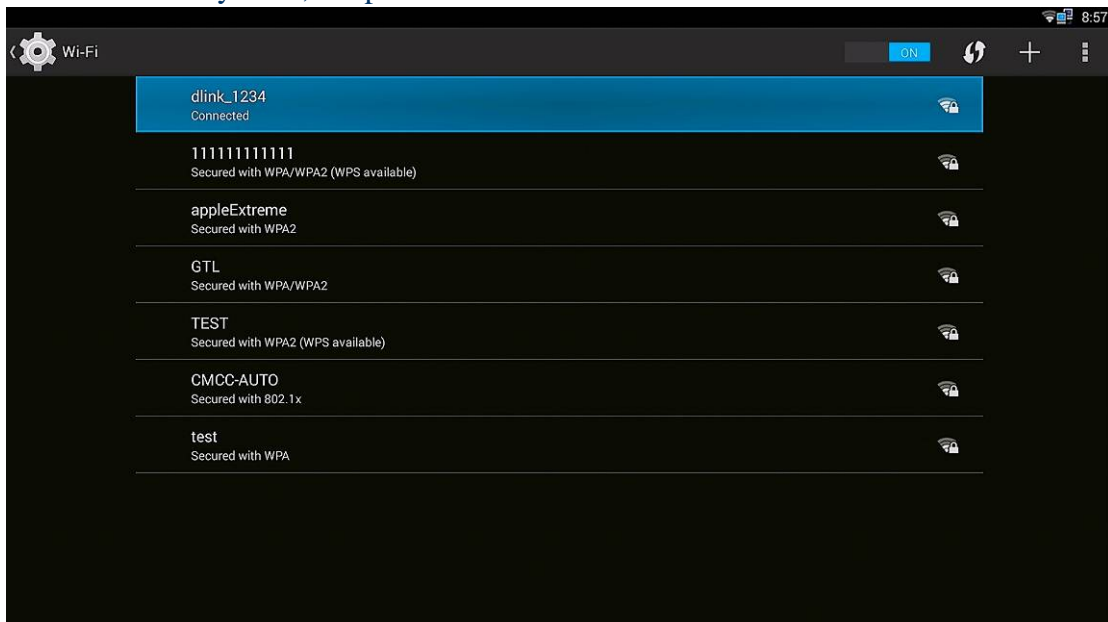 8:57
Wi-Fi
ON
dlink_1234
Connected
111111111111
Secured with WPA/WPA2 (WPS available)
appleExtreme
Secured with WPA2
GTL
Secured with WPA/WPA2
TEST
Secured with WPA2 (WPS available)
CMCC-AUTO
Secured with 802.1x
test
Secured with WPA